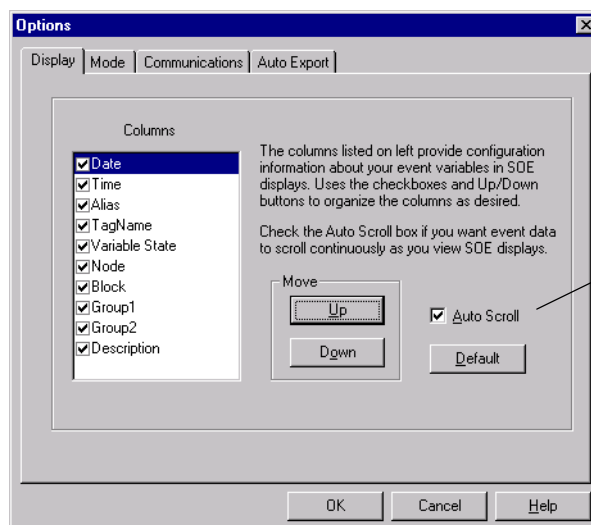 Options
Display Mode Communications Auto Export
Columns
Date
Time
Alias
TagName
Variable State
Node
Block
Group1
Group2
Description
The columns listed on left provide configuration
information about your event variables in SOE
displays. Uses the checkboxes and Up/Down
buttons to organize the columns as desired.
Check the Auto Scroll box if you want event data
to scroll continuously as you view SOE displays.
Move
Up
Down
Auto Scroll
Default
OK Cancel Help